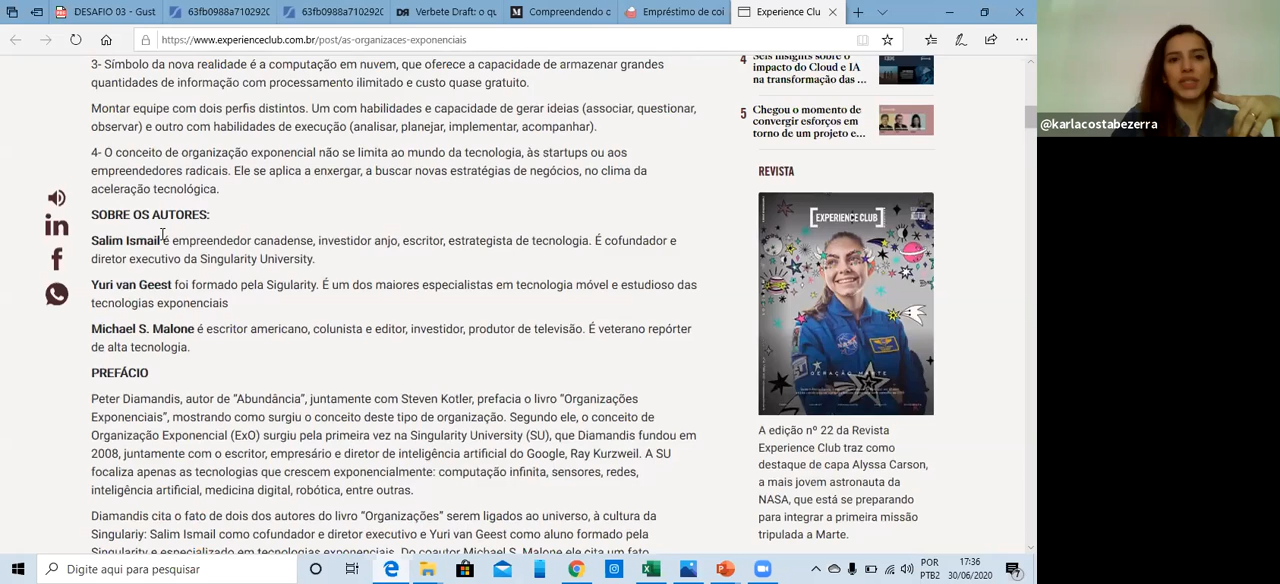 DESAFIO 03 - Gust
63fb0988a710292C
63fb0988a710292C
Verbete Draft: o qu
Compreendendo o
Empréstimo de coi
Experience Clu
https://www.experienceclub.com.br/post/as-organizaces-exponenciais
3- Símbolo da nova realidade é a computação em nuvem, que oferece a capacidade de armazenar grandes
quantidades de informação com processamento ilimitado e custo quase gratuito.
Montar equipe com dois perfis distintos. Um com habilidades e capacidade de gerar ideias (associar, questionar,
observar) e outro com habilidades de execução (analisar, planejar, implementar, acompanhar).
4- O conceito de organização exponencial não se limita ao mundo da tecnologia, às startups ou aos
empreendedores radicais. Ele se aplica a enxergar, a buscar novas estratégias de negócios, no clima da
aceleração tecnológica.
SOBRE OS AUTORES:
Salim Ismail é empreendedor canadense, investidor anjo, escritor, estrategista de tecnologia. É cofundador e
diretor executivo da Singularity University.
Yuri van Geest foi formado pela Sigularity. É um dos maiores especialistas em tecnologia móvel e estudioso das
tecnologias exponenciais
Michael S. Malone é escritor americano, colunista e editor, investidor, produtor de televisão. É veterano repórter
de alta tecnologia.
PREFÁCIO
Peter Diamandis, autor de “Abundância”, juntamente com Steven Kotler, prefacia o livro “Organizações
Exponenciais”, mostrando como surgiu o conceito deste tipo de organização. Segundo ele, o conceito de
Organização Exponencial (ExO) surgiu pela primeira vez na Singularity University (SU), que Diamandis fundou em
2008, juntamente com o escritor, empresário e diretor de inteligência artificial do Google, Ray Kurzweil. A SU
focaliza apenas as tecnologias que crescem exponencialmente: computação infinita, sensores, redes,
inteligência artificial, medicina digital, robótica, entre outras.
Diamandis cita o fato de dois dos autores do livro “Organizações” serem ligados ao universo, à cultura da
Singulariy: Salim Ismail como cofundador e diretor executivo e Yuri van Geest como aluno formado pela
Singularity e especializado em tecnologias exponenciais. Do coautor Michael S. Malone ele cita um fato
4
Seis insights sobre o
impacto do Cloud e IA
na transformação das ...
5
Chegou o momento de
convergir esforços em
torno de um projeto e...
REVISTA
EXPERIENCE CLUB
NASA
GERAÇÃO MARTE
A edição nº 22 da Revista
Experience Club traz como
destaque de capa Alyssa Carson,
a mais jovem astronauta da
NASA, que está se preparando
para integrar a primeira missão
tripulada a Marte.
@karlacostabezerra
Digite aqui para pesquisar
POR
PTB2
17:36
30/06/2020